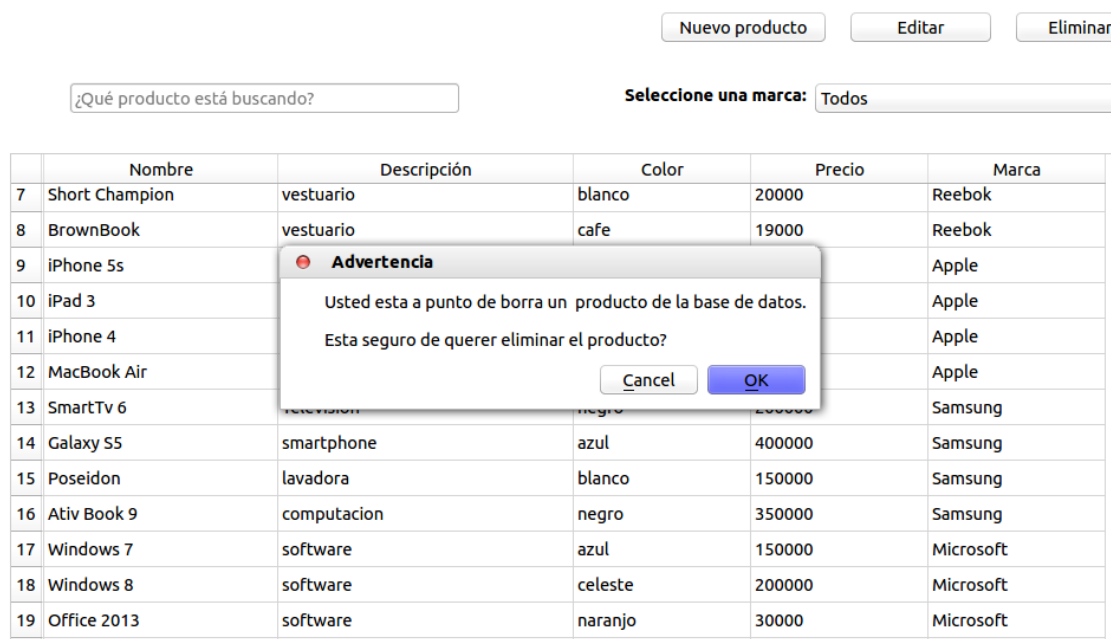 Nuevo producto Editar Eliminar
¿Qué producto está buscando? Seleccione una marca: Todos
Nombre Descripción Color Precio Marca
7 Short Champion vestuario blanco 20000 Reebok
8 BrownBook vestuario cafe 19000 Reebok
9 iPhone 5s Apple
Advertencia
10 iPad 3 Apple
Usted esta a punto de borra un producto de la base de datos.
11 iPhone 4 Apple
Esta seguro de querer eliminar el producto?
12 MacBook Air Apple
Cancel OK
13 SmartTv 6 Samsung
14 Galaxy S5 smartphone azul 400000 Samsung
15 Poseidon lavadora blanco 150000 Samsung
16 Ativ Book 9 computacion negro 350000 Samsung
17 Windows 7 software azul 150000 Microsoft
18 Windows 8 software celeste 200000 Microsoft
19 Office 2013 software naranjo 30000 Microsoft